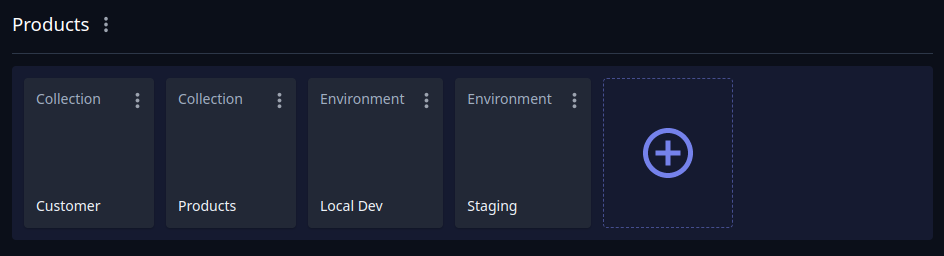 Products
Collection
Customer
Collection
Products
Environment
Local Dev
Environment
Staging